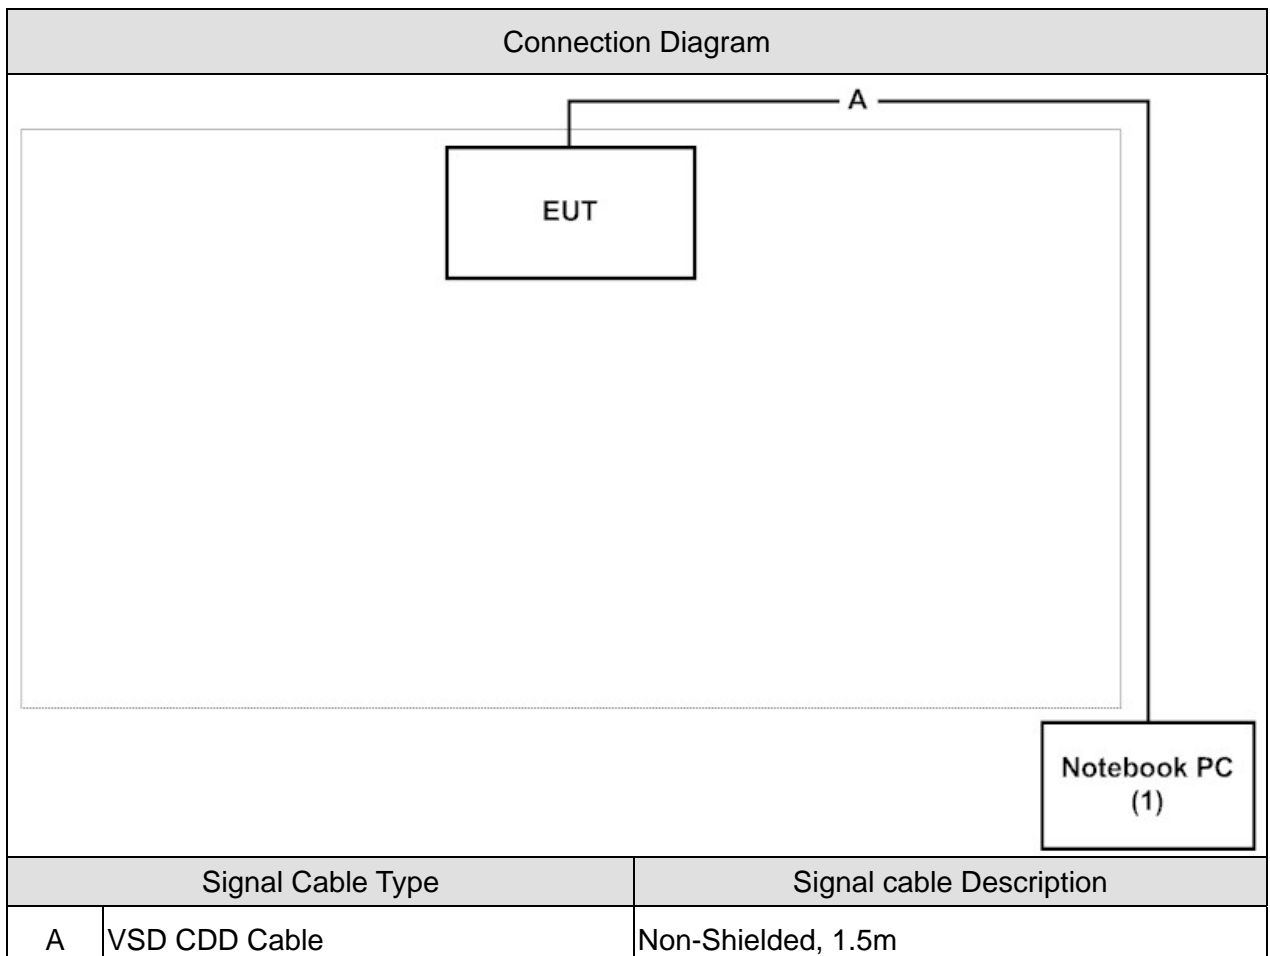 Connection Diagram
A
EUT
Notebook PC
(1)
Signal Cable Type Signal cable Description
A VSD CDD Cable Non-Shielded, 1.5m